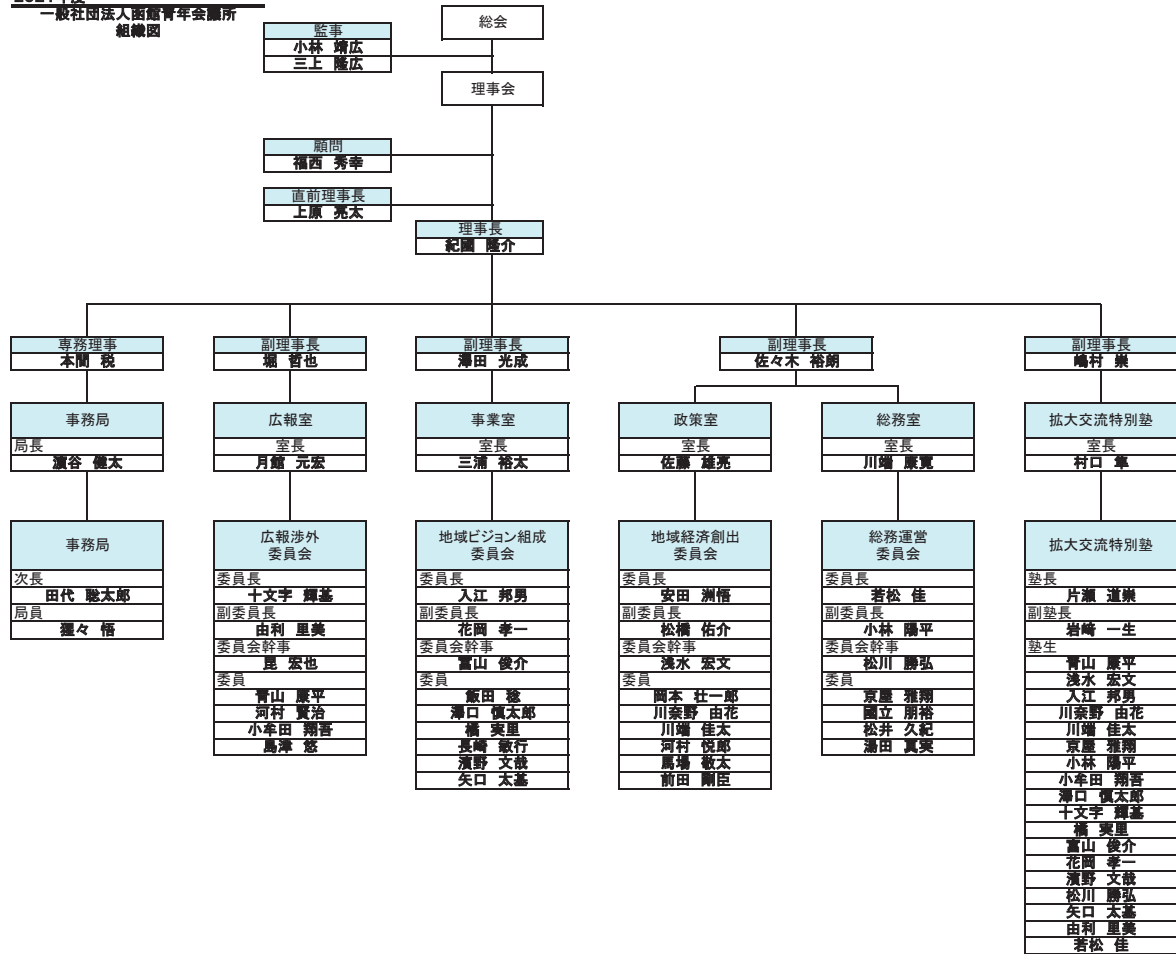 一般社団法人函館青年会議所
組織図
総会
監事
小林 靖広
三上 隆広
理事会
顧問
福西 秀幸
直前理事長
上原 亮太
理事長
紀國 隆介
専務理事
本間 税
事務局
局長
濵谷 健太
事務局
次長
田代 聡太郎
局員
猩々 悟
副理事長
堀 哲也
広報室
室長
月館 元宏
広報渉外
委員会
委員長
十文字 輝基
副委員長
由利 里美
委員会幹事
昆 宏也
委員
青山 康平
河村 賢治
小牟田 翔吾
島津 悠
副理事長
澤田 光成
事業室
室長
三浦 裕太
地域ビジョン組成
委員会
委員長
入江 邦男
副委員長
花岡 孝一
委員会幹事
富山 俊介
委員
飯田 稔
澤口 慎太郎
橘 実里
長崎 敏行
濱野 文哉
矢口 太基
副理事長
佐々木 裕朗
政策室
室長
佐藤 雄亮
地域経済創出
委員会
委員長
安田 洲悟
副委員長
松橋 佑介
委員会幹事
浅水 宏文
委員
岡本 壮一郎
川奈野 由花
川端 佳太
河村 悦郎
馬場 敬太
前田 剛臣
総務室
室長
川端 康寛
総務運営
委員会
委員長
若松 佳
副委員長
小林 陽平
委員会幹事
松川 勝弘
委員
京屋 雅翔
國立 朋裕
松井 久紀
湯田 真実
副理事長
嶋村 崇
拡大交流特別塾
室長
村口 隼
拡大交流特別塾
塾長
片瀬 道崇
副塾長
岩崎 一生
塾生
青山 康平
浅水 宏文
入江 邦男
川奈野 由花
川端 佳太
京屋 雅翔
小林 陽平
小牟田 翔吾
澤口 慎太郎
十文字 輝基
橘 実里
富山 俊介
花岡 孝一
濱野 文哉
松川 勝弘
矢口 太基
由利 里美
若松 佳